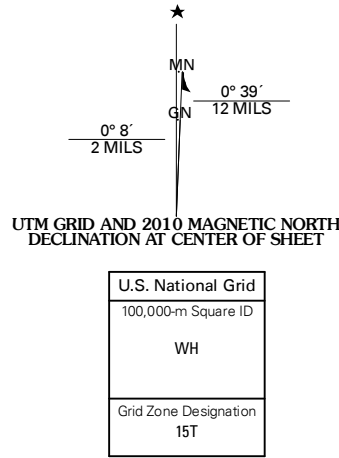 MN
0° 39´
12 MILS
GN
0° 8´
2 MILS
UTM GRID AND 2010 MAGNETIC NORTH
DECLINATION AT CENTER OF SHEET
U.S. National Grid
100,000-m Square ID
WH
Grid Zone Designation
15T